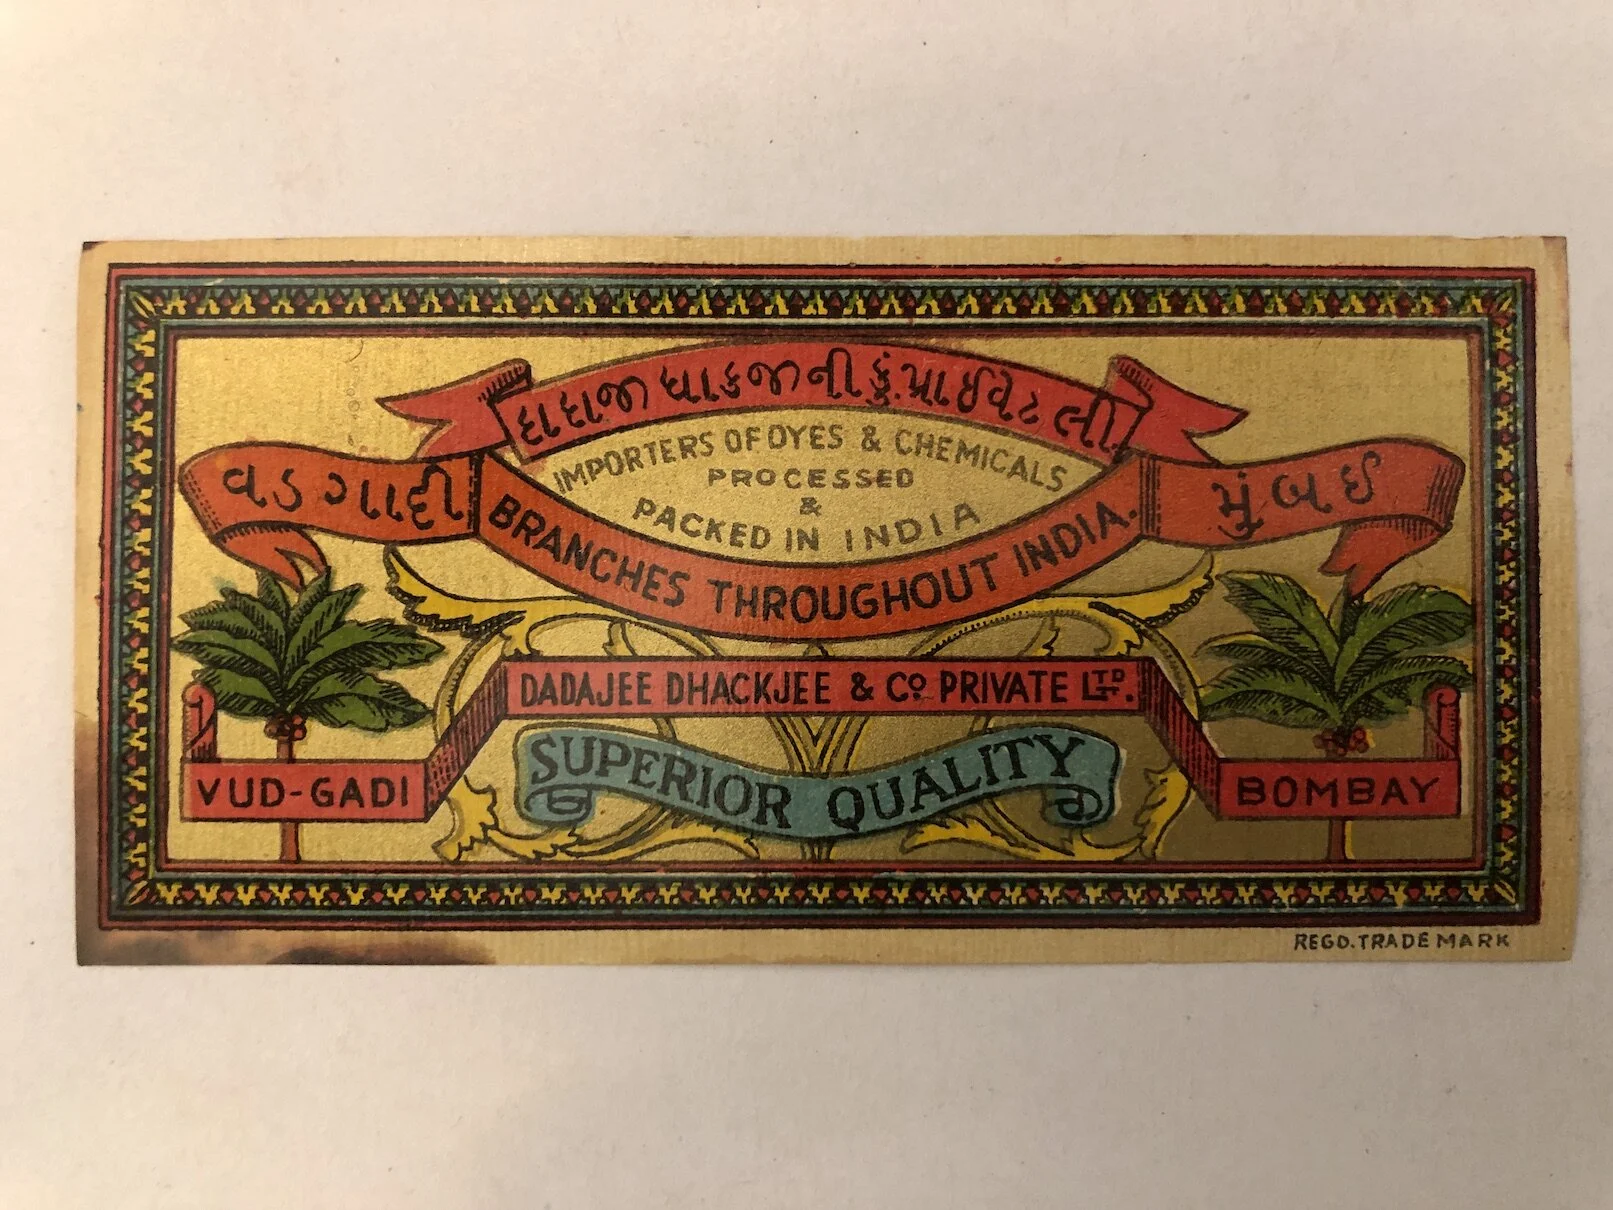 દાદાજી ધાકજીની કું. પ્રાઈવેટ લી.
વડગાદી
મુંબઈ
IMPORTERS OF DYES & CHEMICALS
PROCESSED
&
PACKED IN INDIA
BRANCHES THROUGHOUT INDIA.
DADAJEE DHACKJEE & Co PRIVATE LTD.
SUPERIOR QUALITY
VUD-GADI
BOMBAY
REGD. TRADE MARK